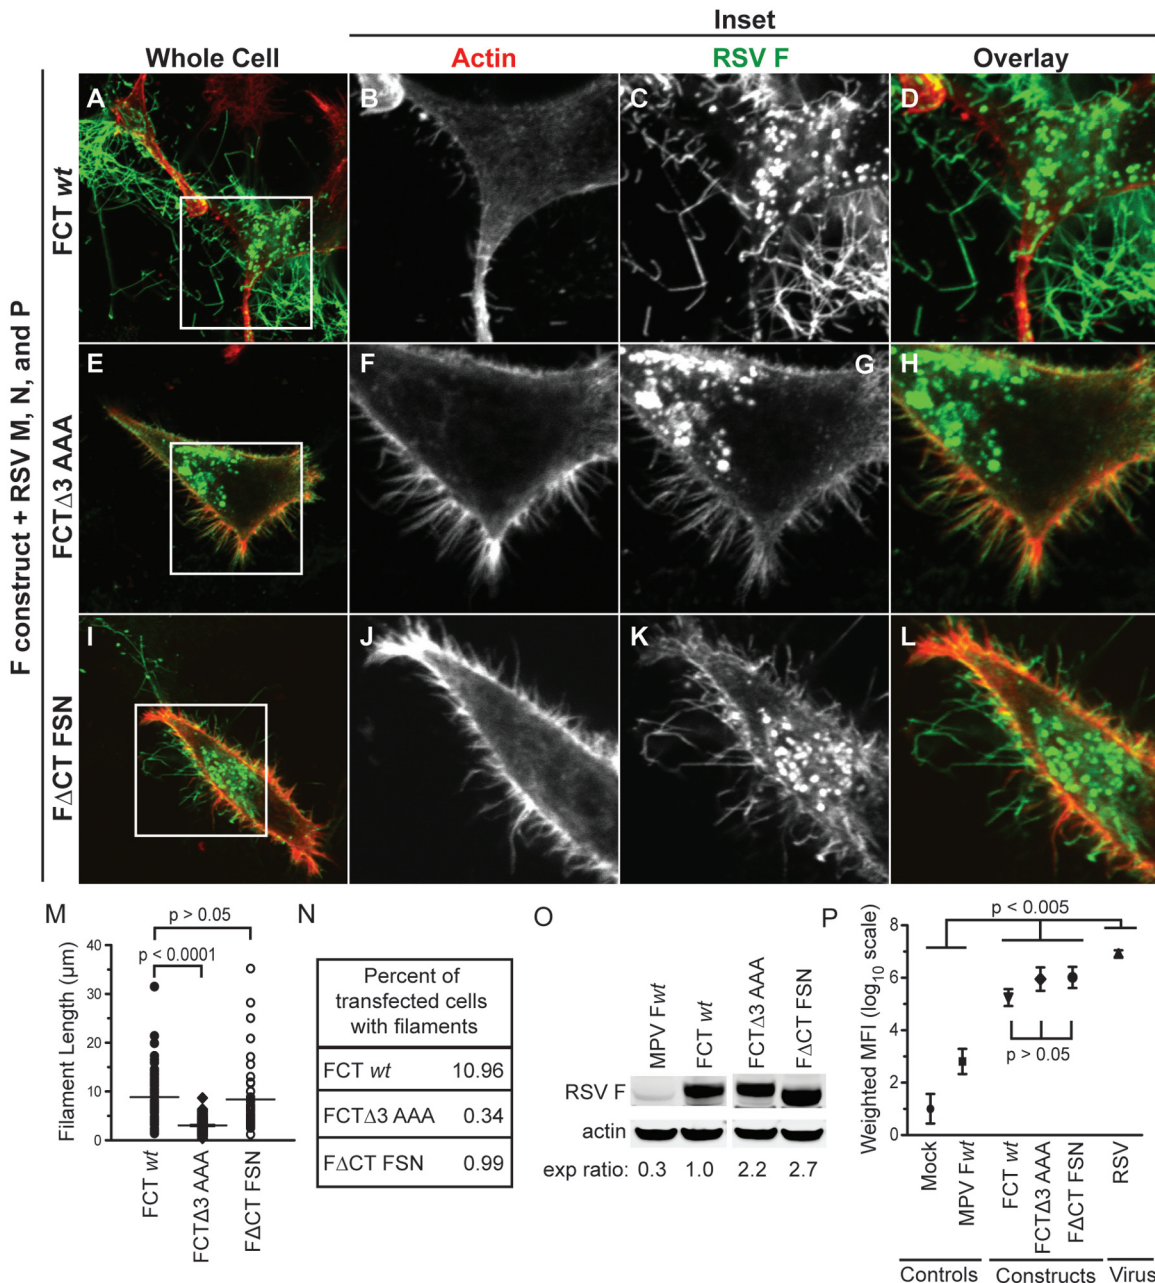 Inset
Whole Cell Actin RSV F Overlay
F construct + RSV M, N, and P
FCT wt
A B C D
FCTΔ3 AAA
E F G H
FΔCT FSN
I J K L
M
p > 0.05
p < 0.0001
Filament Length (µm)
40
30
20
10
0
FCT wt
FCTΔ3 AAA
FΔCT FSN
N
Percent of
transfected cells
with filaments
FCT wt 10.96
FCTΔ3 AAA 0.34
FΔCT FSN 0.99
O
MPV Fwt
FCT wt
FCTΔ3 AAA
FΔCT FSN
RSV F
actin
exp ratio: 0.3 1.0 2.2 2.7
P
p < 0.005
Weighted MFI (log10 scale)
8
6
4
2
0
p > 0.05
Mock
MPV Fwt
FCT wt
FCTΔ3 AAA
FΔCT FSN
RSV
Controls Constructs Virus